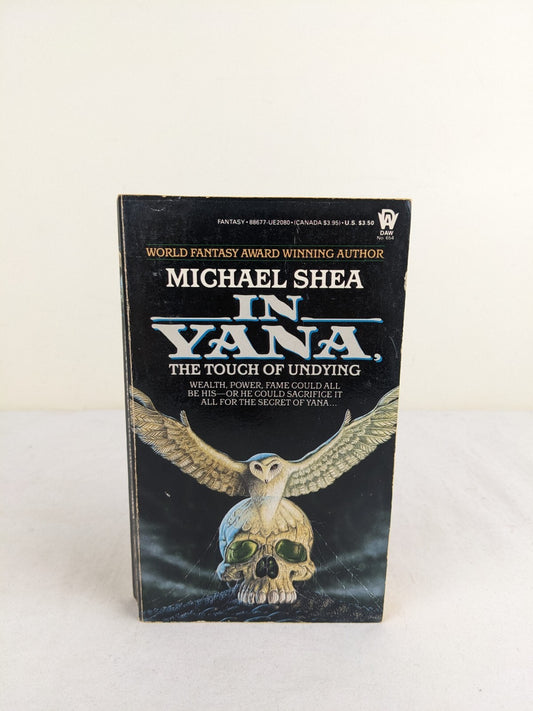 FANTASY • 88677-UE2080 • (CANADA $3.95) • U.S. $3.50
DAW
No. 654
WORLD FANTASY AWARD WINNING AUTHOR
MICHAEL SHEA
IN
YANA,
THE TOUCH OF UNDYING
WEALTH, POWER, FAME COULD ALL
BE HIS—OR HE COULD SACRIFICE IT
ALL FOR THE SECRET OF YANA...